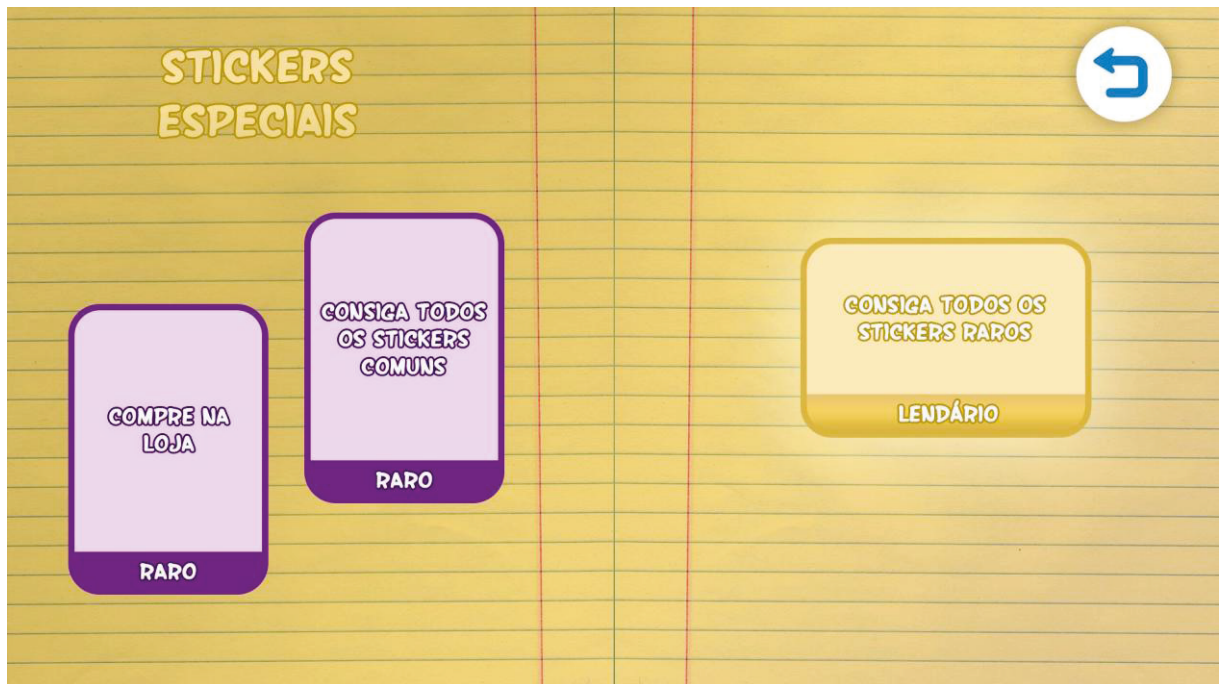 STICKERS
ESPECIAIS
CONSIGA TODOS
OS STICKERS
COMUNS
RARO
COMPRE NA
LOJA
RARO
CONSIGA TODOS OS
STICKERS RAROS
LENDÁRIO